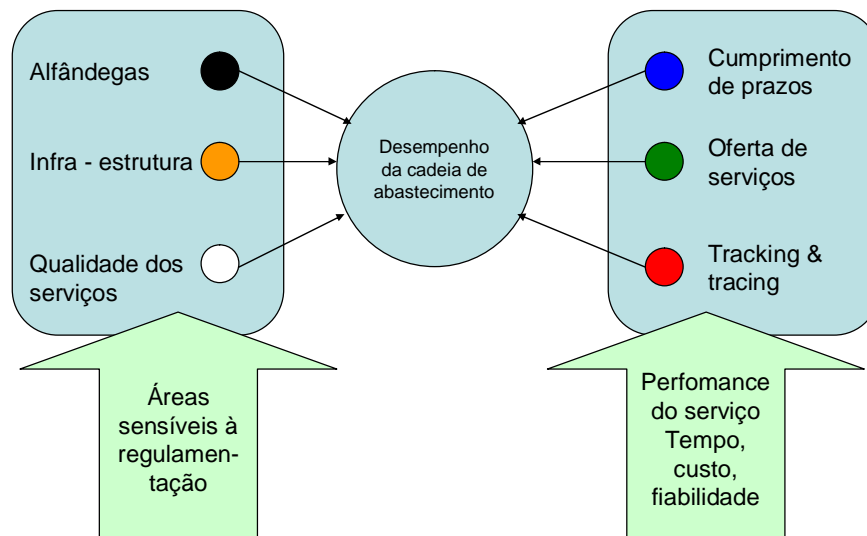 Alfândegas
Infra - estrutura
Qualidade dos
serviços
Desempenho
da cadeia de
abastecimento
Cumprimento
de prazos
Oferta de
serviços
Tracking &
tracing
Áreas
sensíveis à
regulamen-
tação
Perfomance
do serviço
Tempo,
custo,
fiabilidade